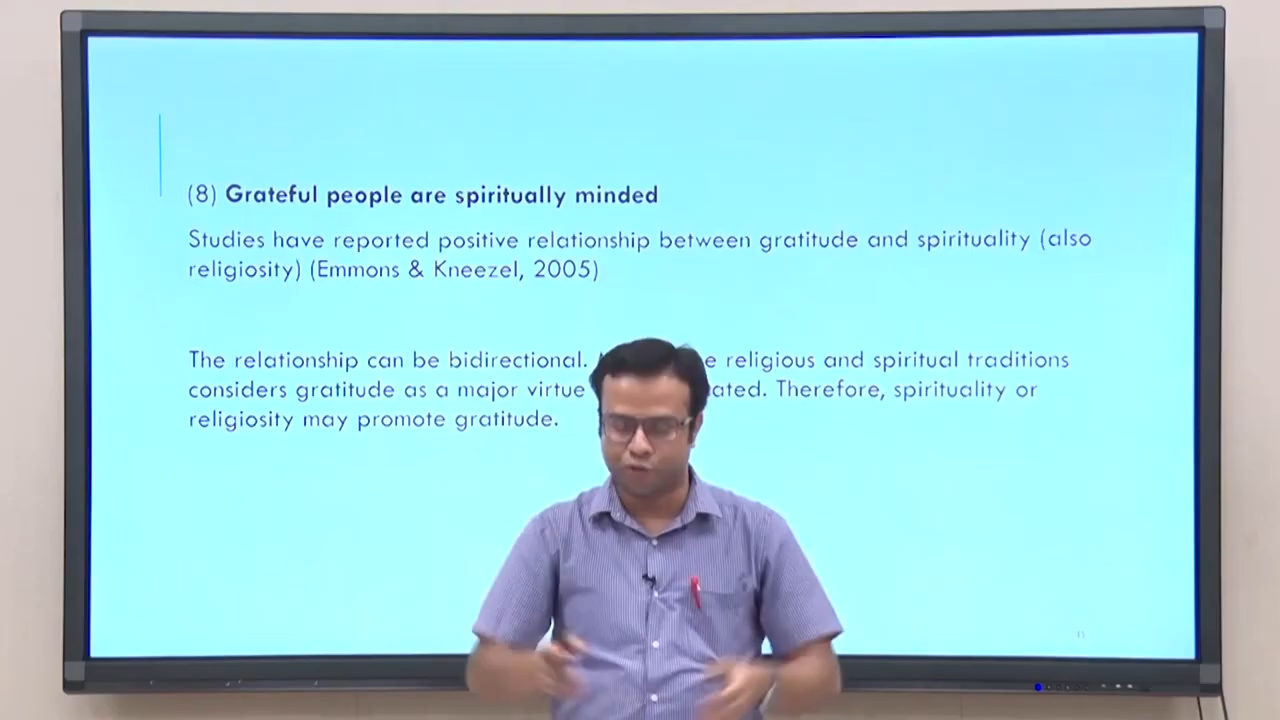 (8) Grateful people are spiritually minded
Studies have reported positive relationship between gratitude and spirituality (also
religiosity) (Emmons & Kneezel, 2005)
The relationship can be bidirectional. religious and spiritual traditions
considers gratitude as a major virtue Therefore, spirituality or
religiosity may promote gratitude.